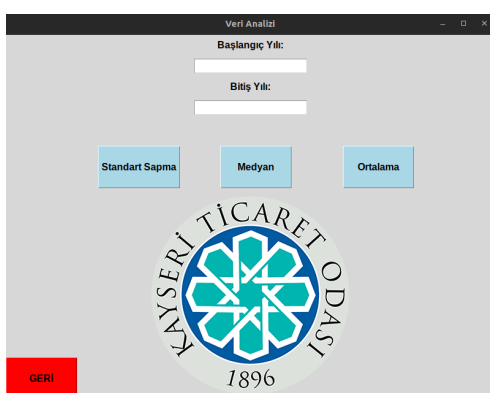 Veri Analizi
Başlangıç Yılı:
Bitiş Yılı:
Standart Sapma
Medyan
Ortalama
KAYSERİ TİCARET ODASI
1896
GERİ